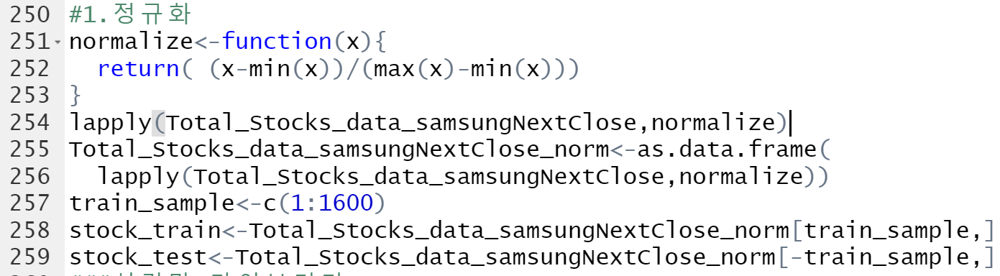 250 #1.정규화
251 normalize<-function(x){
252   return( (x-min(x))/(max(x)-min(x)))
253 }
254 lapply(Total_Stocks_data_samsungNextClose,normalize)
255 Total_Stocks_data_samsungNextClose_norm<-as.data.frame(
256   lapply(Total_Stocks_data_samsungNextClose,normalize))
257 train_sample<-c(1:1600)
258 stock_train<-Total_Stocks_data_samsungNextClose_norm[train_sample,]
259 stock_test<-Total_Stocks_data_samsungNextClose_norm[-train_sample,]